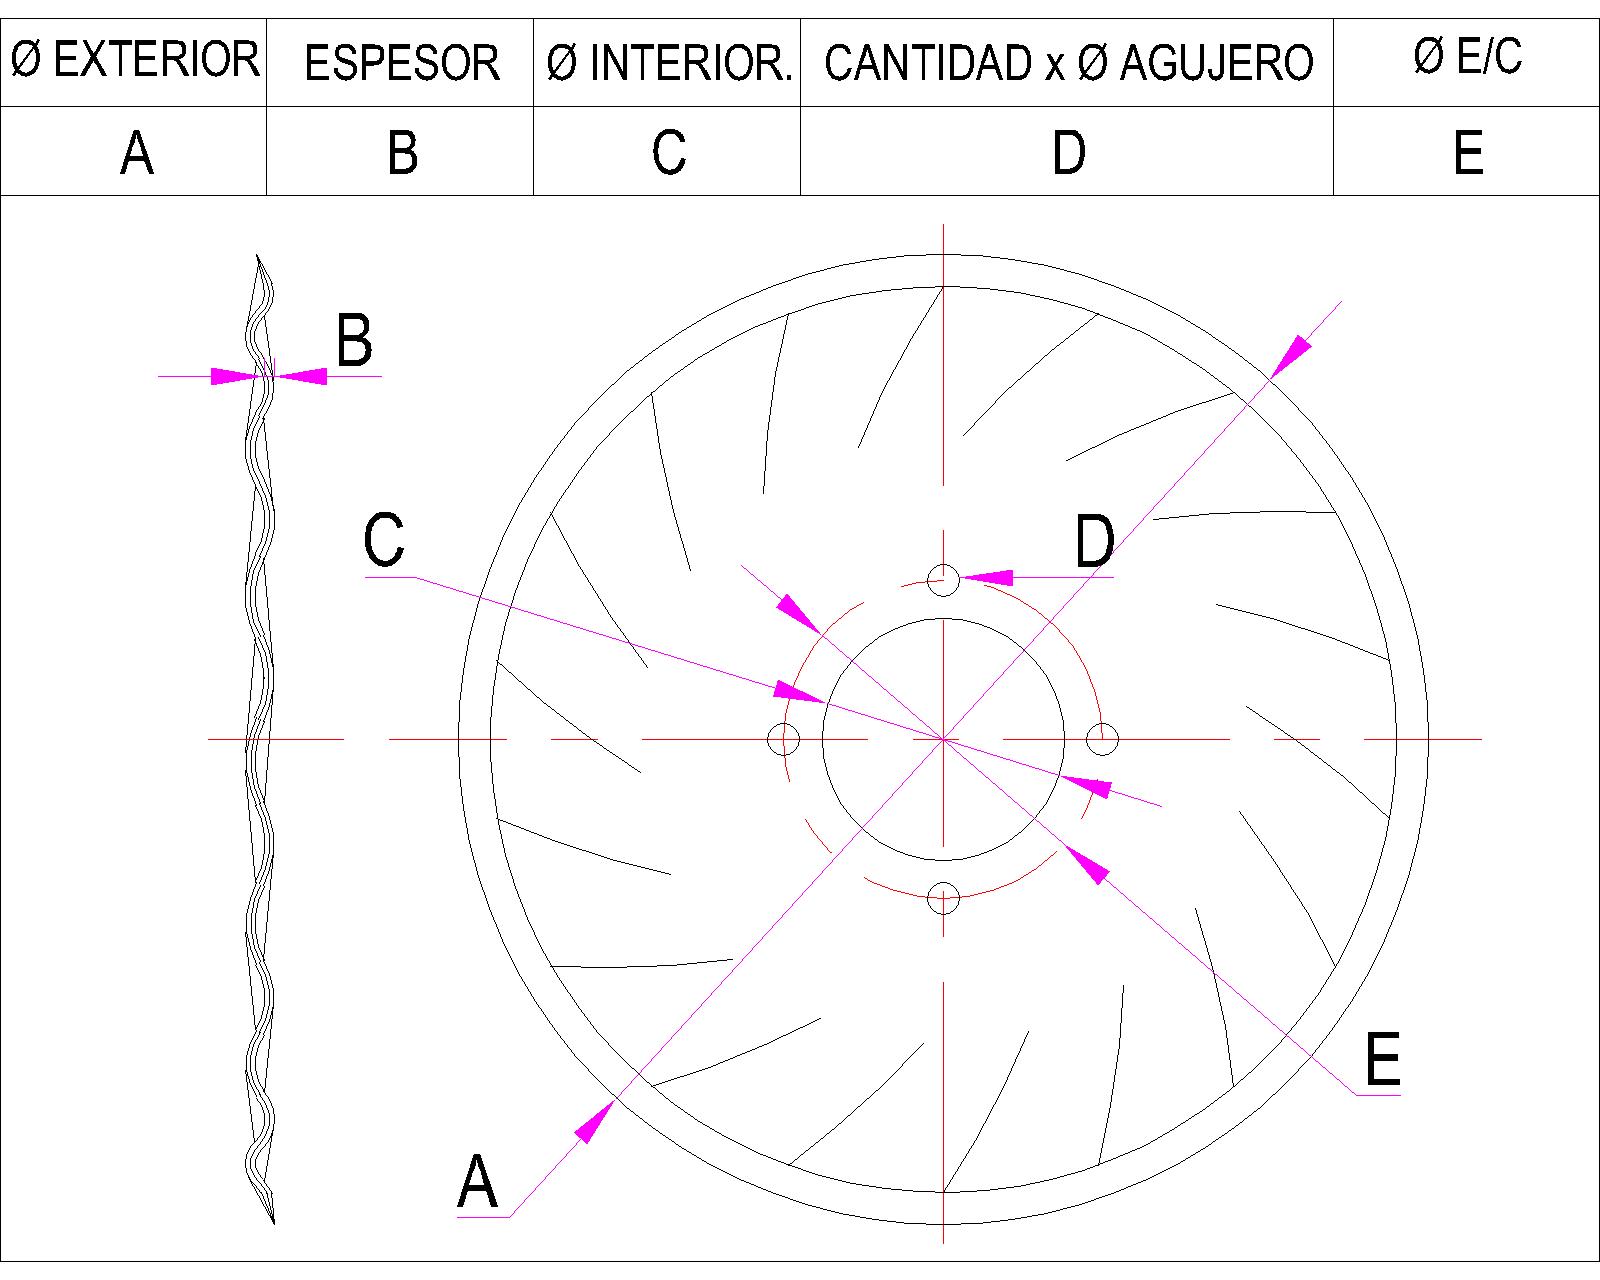 Ø EXTERIOR ESPESOR Ø INTERIOR. CANTIDAD x Ø AGUJERO Ø E/C
A B C D E
B
C
D
E
A